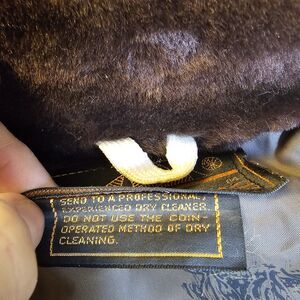 SEND TO A PROFESSIONAL,
EXPERIENCED DRY CLEANER.
DO NOT USE THE COIN-
OPERATED METHOD OF DRY
CLEANING.